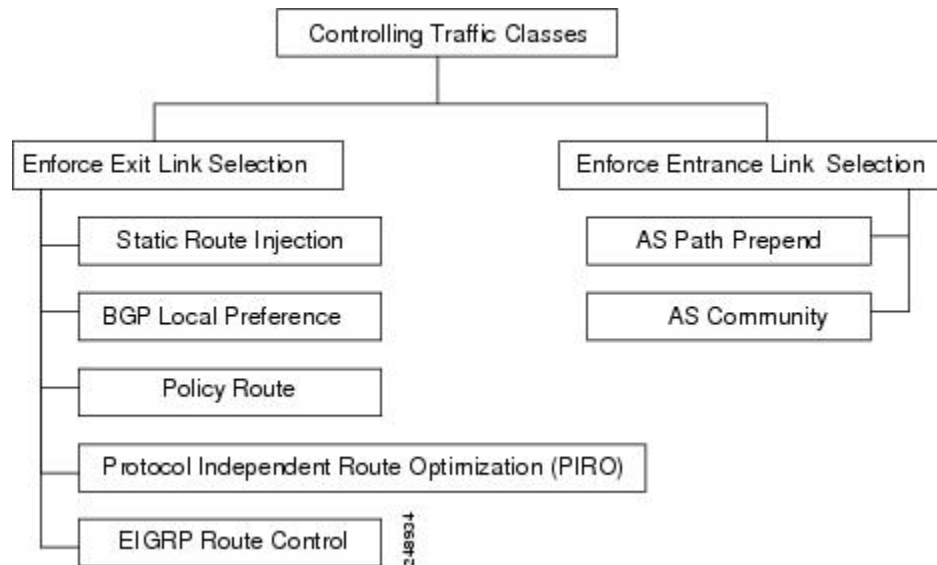 Controlling Traffic Classes
Enforce Exit Link Selection
Static Route Injection
BGP Local Preference
Policy Route
Protocol Independent Route Optimization (PIRO)
EIGRP Route Control
Enforce Entrance Link Selection
AS Path Prepend
AS Community
248934